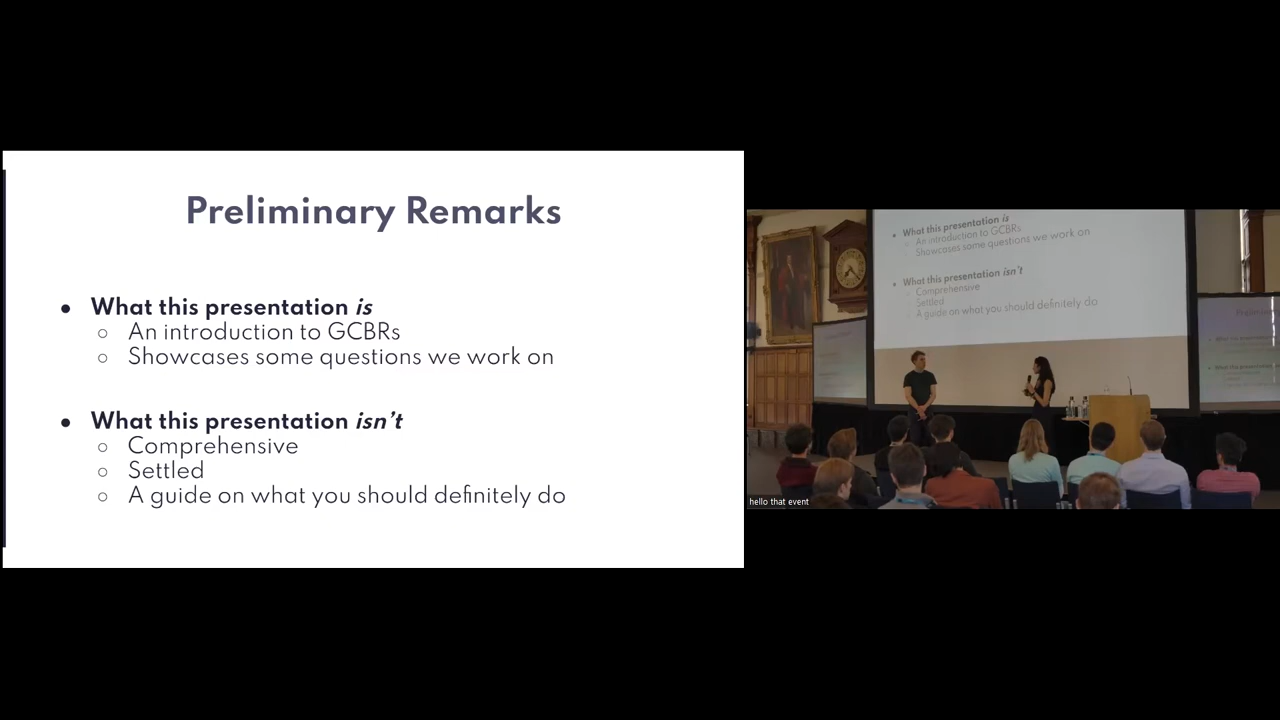 Preliminary Remarks
● What this presentation is
○ An introduction to GCBRs
○ Showcases some questions we work on
● What this presentation isn't
○ Comprehensive
○ Settled
○ A guide on what you should definitely do
● What this presentation is
○ An introduction to GCBRs
○ Showcases some questions we work on
● What this presentation isn't
○ Comprehensive
○ Settled
○ A guide on what you should definitely do
hello that event